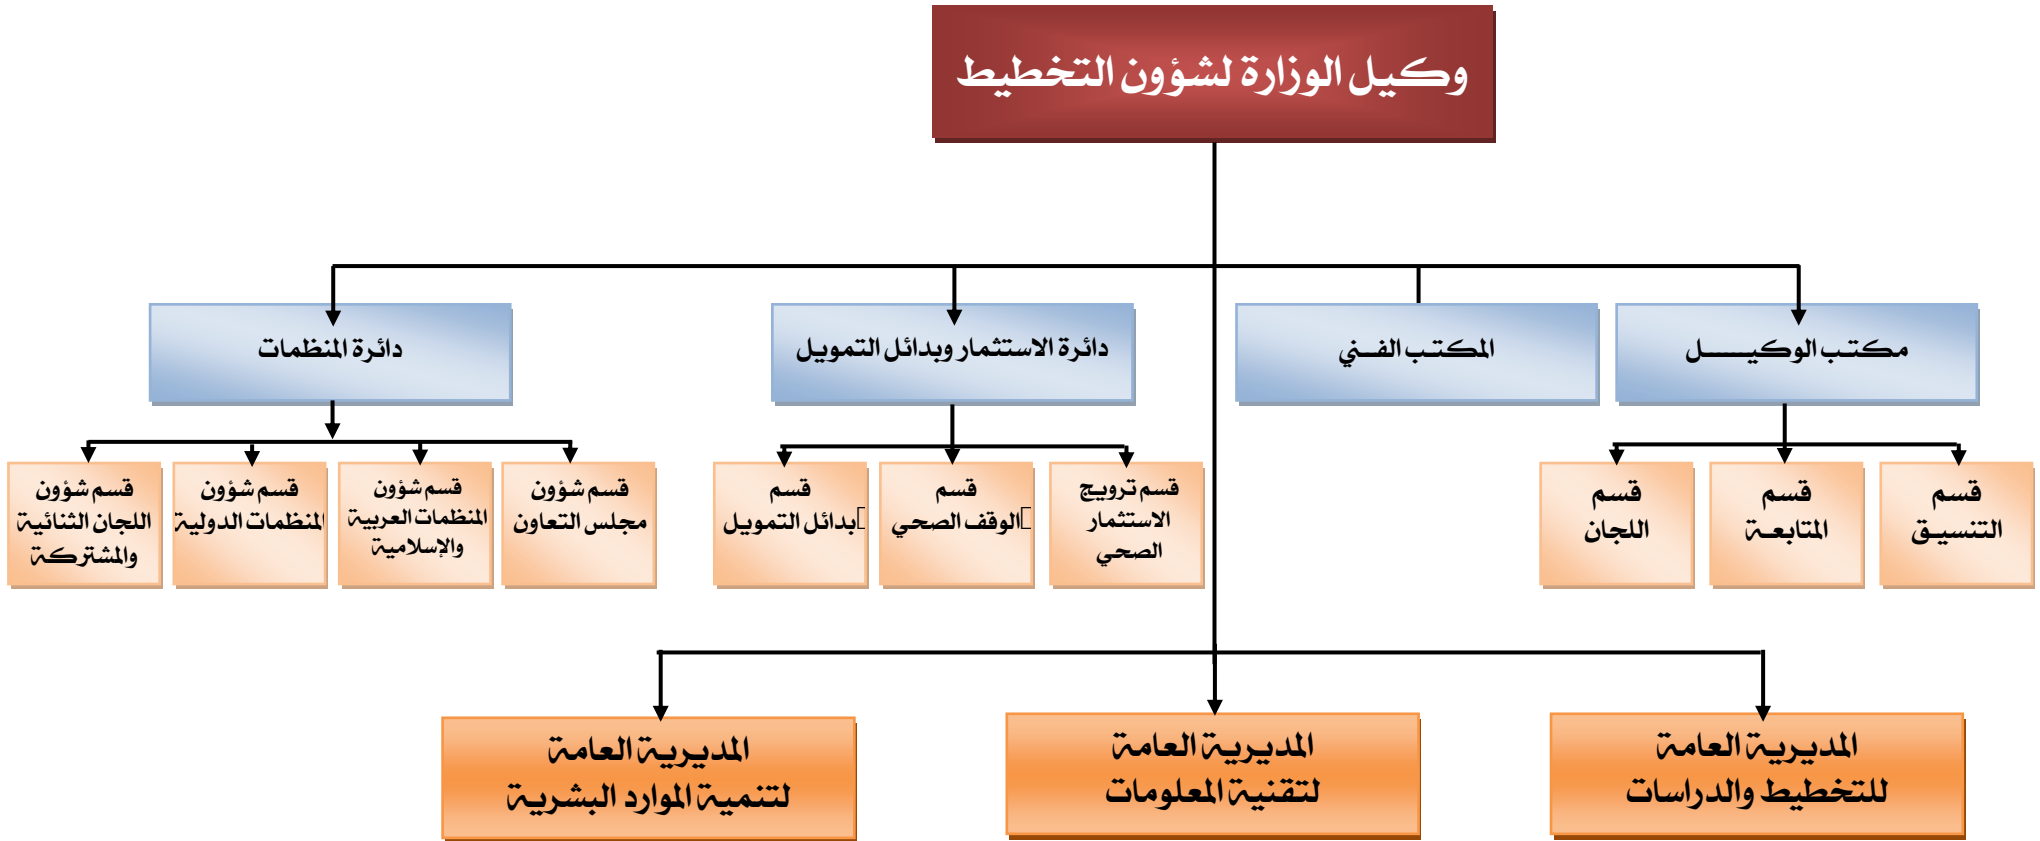 وكيل الوزارة لشؤون التخطيط
مكتب الوكيل
المكتب الفني
دائرة الاستثمار وبدائل التمويل
دائرة المنظمات
قسم
التنسيق
قسم
المتابعة
قسم
اللجان
قسم ترويج
الاستثمار
الصحي
قسم
الوقف الصحي
قسم
بدائل التمويل
قسم شؤون
مجلس التعاون
قسم شؤون
المنظمات العربية
والإسلامية
قسم شؤون
المنظمات الدولية
قسم شؤون
اللجان الثنائية
والمشتركة
المديرية العامة
للتخطيط والدراسات
المديرية العامة
لتقنية المعلومات
المديرية العامة
لتنمية الموارد البشرية